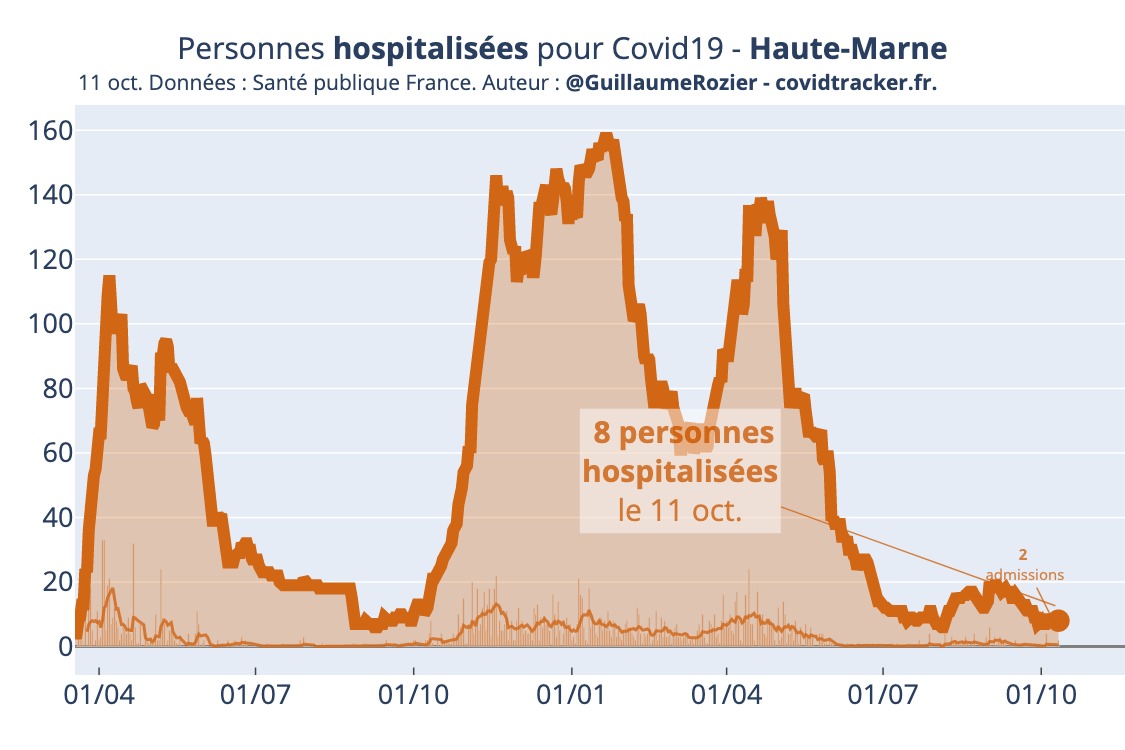 Personnes hospitalisées pour Covid19 - Haute-Marne
11 oct. Données : Santé publique France. Auteur : @GuillaumeRozier - covidtracker.fr.
160
140
120
100
80
60
40
20
0
8 personnes
hospitalisées
le 11 oct.
2
admissions
01/04 01/07 01/10 01/01 01/04 01/07 01/10